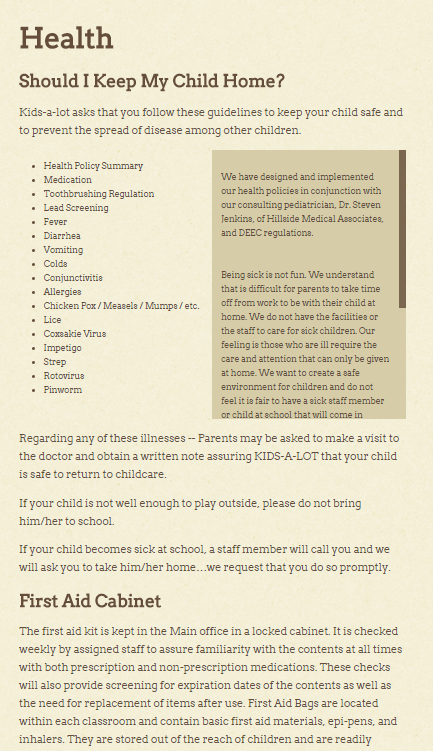 Health
Should I Keep My Child Home?
Kids-a-lot asks that you follow these guidelines to keep your child safe and
to prevent the spread of disease among other children.
Health Policy Summary
Medication
Toothbrushing Regulation
Lead Screening
Fever
Diarrhea
Vomiting
Colds
Conjunctivitis
Allergies
Chicken Pox / Measels / Mumps / etc.
Lice
Coxsakie Virus
Impetigo
Strep
Rotovirus
Pinworm
We have designed and implemented
our health policies in conjunction with
our consulting pediatrician, Dr. Steven
Jenkins, of Hillside Medical Associates,
and DEEC regulations.
Being sick is not fun. We understand
that is difficult for parents to take time
off from work to be with their child at
home. We do not have the facilities or
the staff to care for sick children. Our
feeling is those who are ill require the
care and attention that can only be given
at home. We want to create a safe
environment for children and do not
feel it is fair to have a sick staff member
or child at school that will come in
Regarding any of these illnesses -- Parents may be asked to make a visit to
the doctor and obtain a written note assuring KIDS-A-LOT that your child
is safe to return to childcare.
If your child is not well enough to play outside, please do not bring
him/her to school.
If your child becomes sick at school, a staff member will call you and we
will ask you to take him/her home…we request that you do so promptly.
First Aid Cabinet
The first aid kit is kept in the Main office in a locked cabinet. It is checked
weekly by assigned staff to assure familiarity with the contents at all times
with both prescription and non-prescription medications. These checks
will also provide screening for expiration dates of the contents as well as
the need for replacement of items after use. First Aid Bags are located
within each classroom and contain basic first aid materials, epi-pens, and
inhalers. They are stored out of the reach of children and are readily